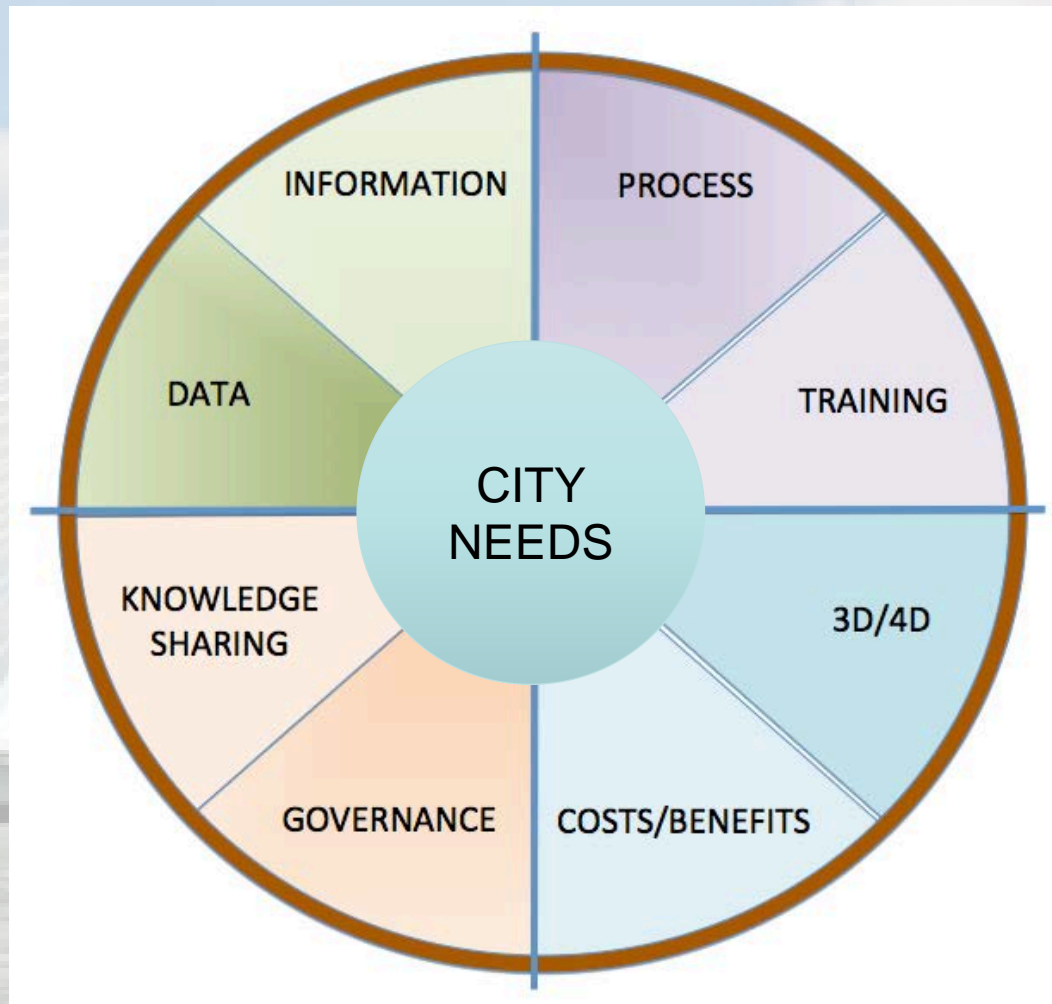 INFORMATION
PROCESS
DATA
TRAINING
CITY
NEEDS
KNOWLEDGE
SHARING
3D/4D
GOVERNANCE
COSTS/BENEFITS